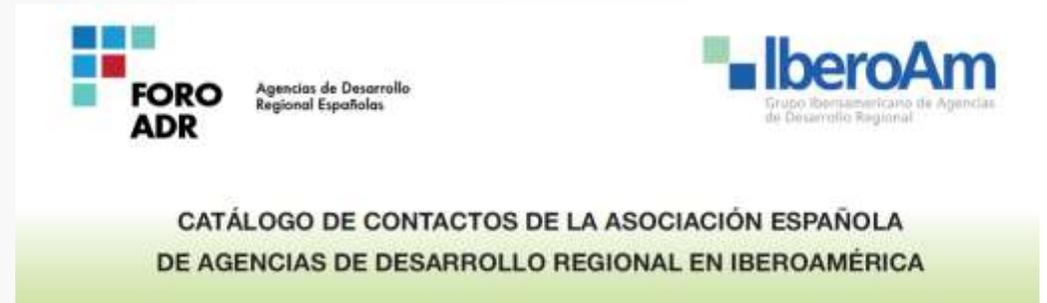 FORO
ADR
Agencias de Desarrollo
Regional Españolas
IberoAm
Grupo Iberoamericano de Agencias
de Desarrollo Regional
CATÁLOGO DE CONTACTOS DE LA ASOCIACIÓN ESPAÑOLA
DE AGENCIAS DE DESARROLLO REGIONAL EN IBEROAMÉRICA